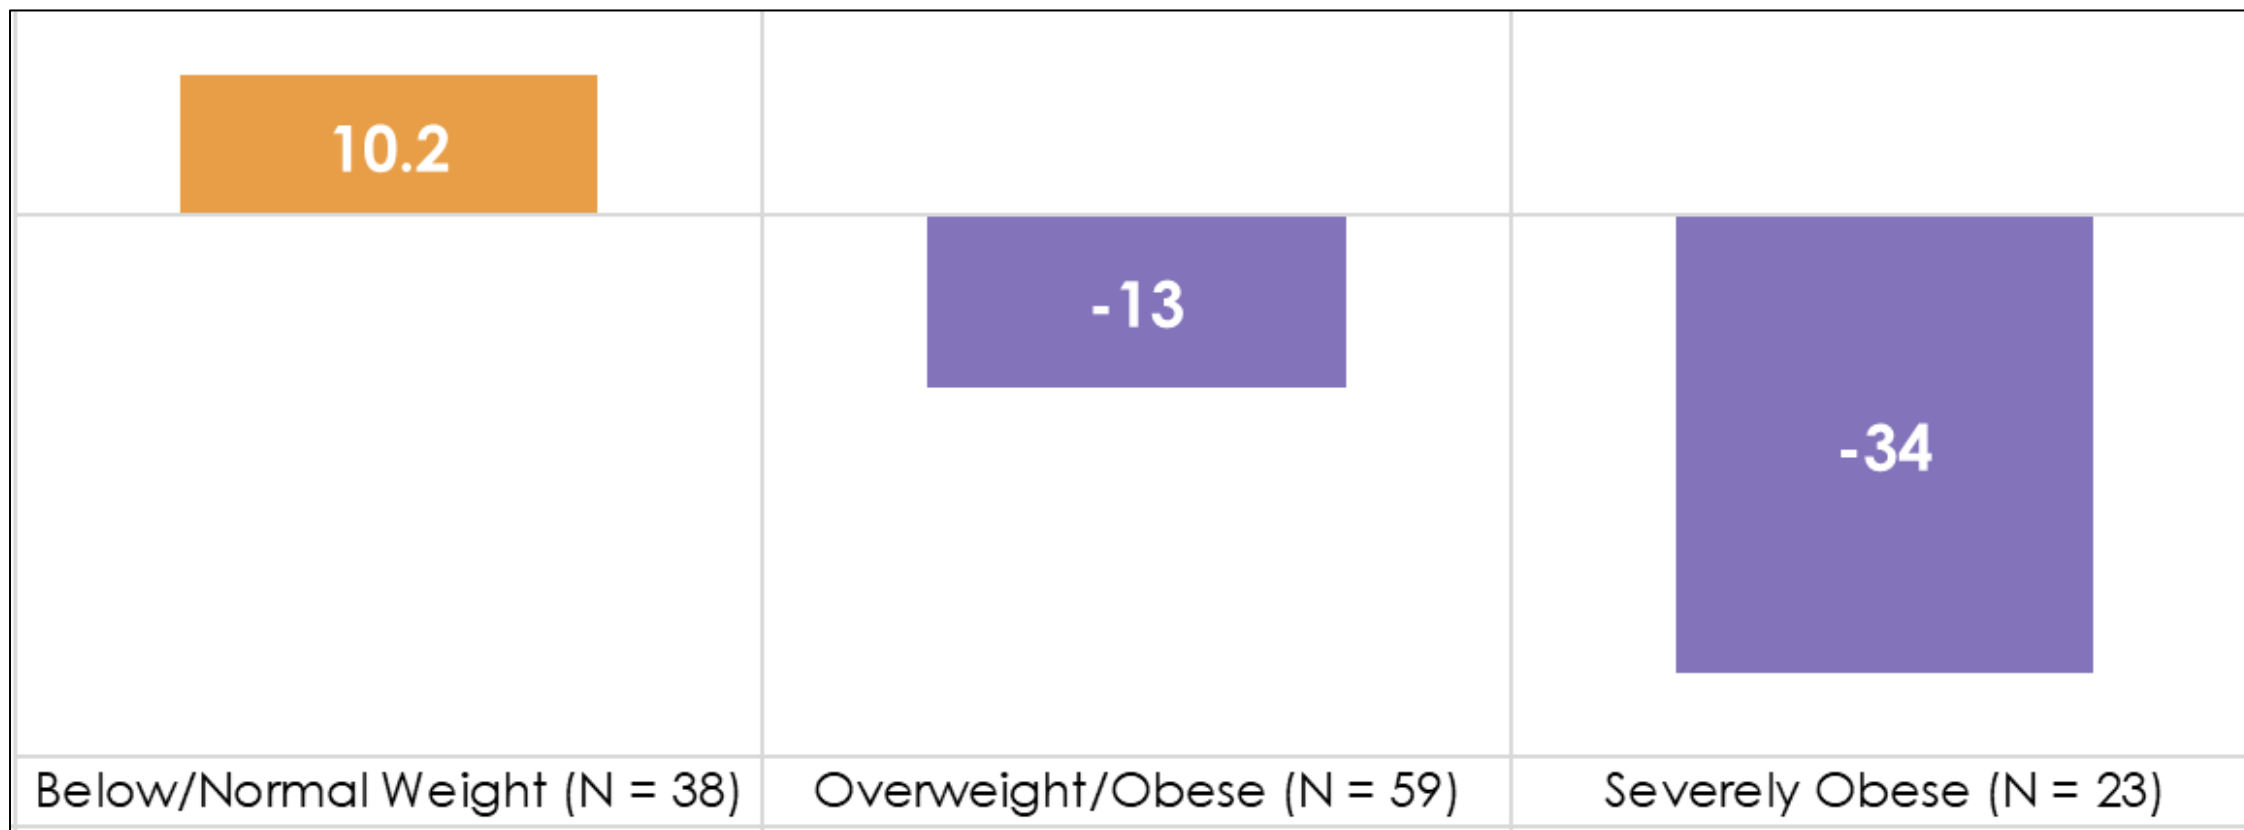 10.2
-13
-34
Below/Normal Weight (N = 38)
Overweight/Obese (N = 59)
Severely Obese (N = 23)